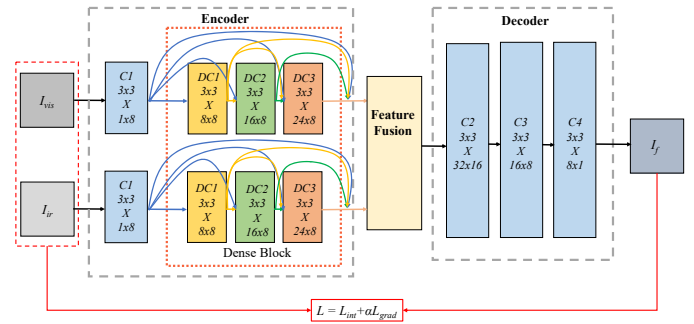 Encoder
Decoder
I_vis
C1
3x3
X
1x8
DC1
3x3
X
8x8
DC2
3x3
X
16x8
DC3
3x3
X
24x8
I_ir
C1
3x3
X
1x8
DC1
3x3
X
8x8
DC2
3x3
X
16x8
DC3
3x3
X
24x8
Dense Block
Feature
Fusion
C2
3x3
X
32x16
C3
3x3
X
16x8
C4
3x3
X
8x1
I_f
L = L_int+αL_grad